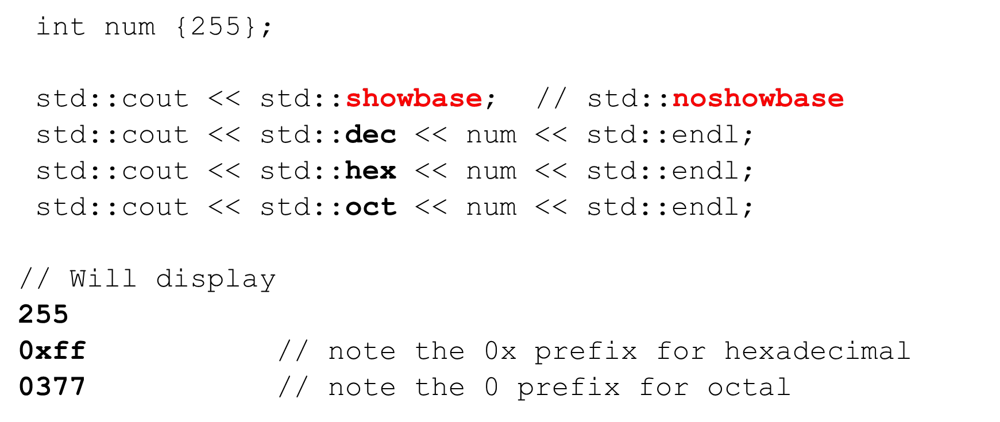 int num {255};
std::cout << std::showbase;  // std::noshowbase
std::cout << std::dec << num << std::endl;
std::cout << std::hex << num << std::endl;
std::cout << std::oct << num << std::endl;
// Will display
255
0xff // note the 0x prefix for hexadecimal
0377 // note the 0 prefix for octal